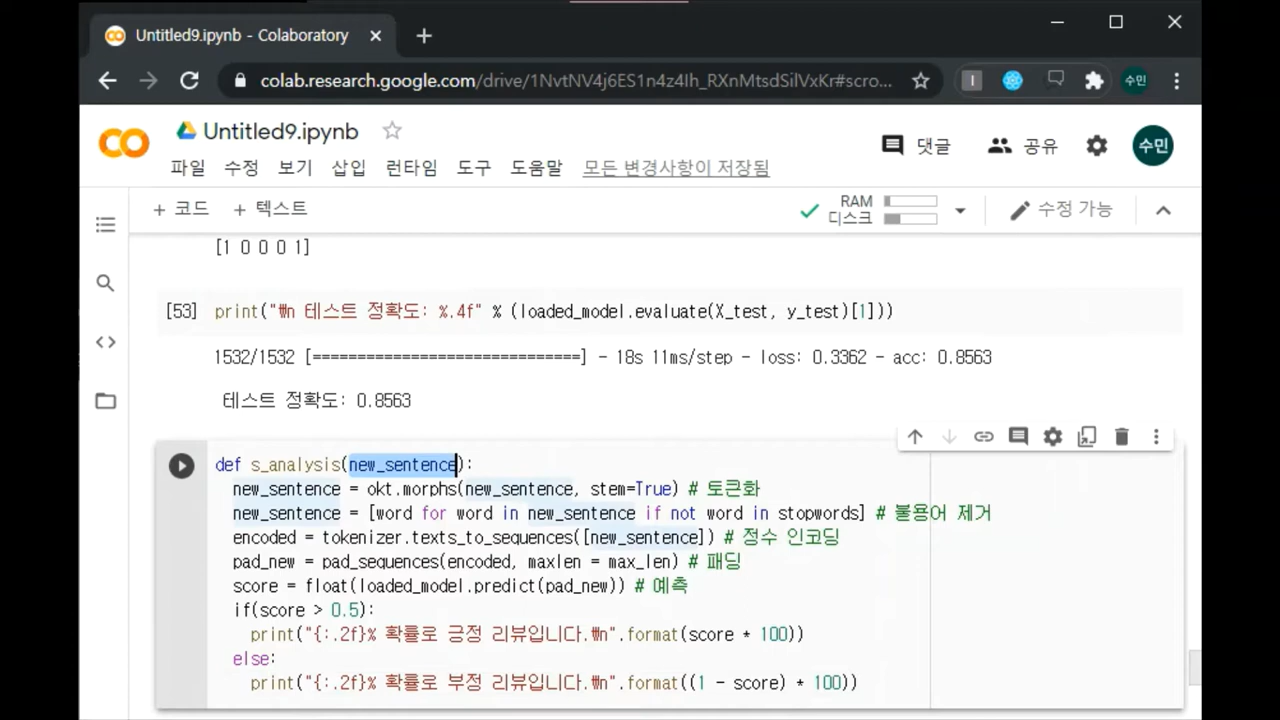 Untitled9.ipynb - Colaboratory
colab.research.google.com/drive/1NvtNV4j6ES1n4z4Ih_RXnMtsdSilVxKr#scro...
수민
Untitled9.ipynb
댓글
공유
수민
파일 수정 보기 삽입 런타임 도구 도움말 모든 변경사항이 저장됨
+ 코드 + 텍스트
RAM
디스크
수정 가능
[1 0 0 0 1]
[53] print("₩n 테스트 정확도: %.4f" % (loaded_model.evaluate(X_test, y_test)[1]))
1532/1532 [==============================] - 18s 11ms/step - loss: 0.3362 - acc: 0.8563
테스트 정확도: 0.8563
def s_analysis(new_sentence):
new_sentence = okt.morphs(new_sentence, stem=True) # 토큰화
new_sentence = [word for word in new_sentence if not word in stopwords] # 불용어 제거
encoded = tokenizer.texts_to_sequences([new_sentence]) # 정수 인코딩
pad_new = pad_sequences(encoded, maxlen = max_len) # 패딩
score = float(loaded_model.predict(pad_new)) # 예측
if(score > 0.5):
print("{:.2f}% 확률로 긍정 리뷰입니다.₩n".format(score * 100))
else:
print("{:.2f}% 확률로 부정 리뷰입니다.₩n".format((1 - score) * 100))